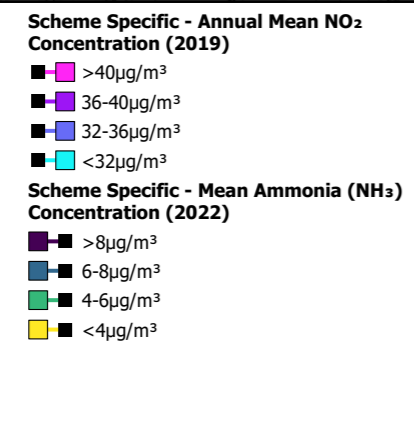 Scheme Specific - Annual Mean NO₂
Concentration (2019)
>40µg/m³
36-40µg/m³
32-36µg/m³
<32µg/m³
Scheme Specific - Mean Ammonia (NH₃)
Concentration (2022)
>8µg/m³
6-8µg/m³
4-6µg/m³
<4µg/m³